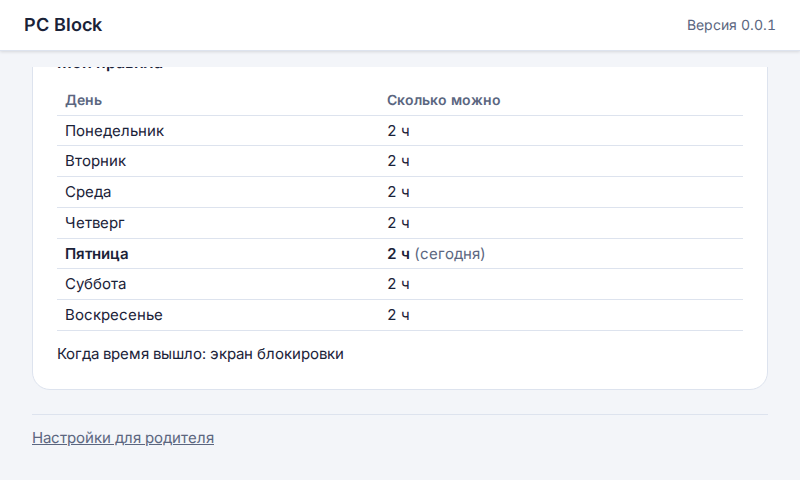 PC Block
Версия 0.0.1
День Сколько можно
Понедельник 2 ч
Вторник 2 ч
Среда 2 ч
Четверг 2 ч
Пятница 2 ч (сегодня)
Суббота 2 ч
Воскресенье 2 ч
Когда время вышло: экран блокировки
Настройки для родителя